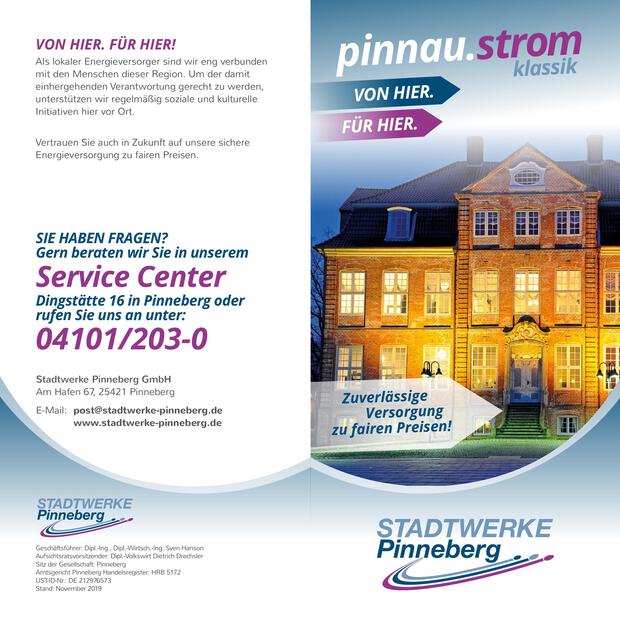 VON HIER. FÜR HIER!
Als lokaler Energieversorger sind wir eng verbunden
mit den Menschen dieser Region. Um der damit
einhergehenden Verantwortung gerecht zu werden,
unterstützen wir regelmäßig soziale und kulturelle
Initiativen hier vor Ort.
Vertrauen Sie auch in Zukunft auf unsere sichere
Energieversorgung zu fairen Preisen.
SIE HABEN FRAGEN?
Gern beraten wir Sie in unserem
Service Center
Dingstätte 16 in Pinneberg oder
rufen Sie uns an unter:
04101/203-0
Stadtwerke Pinneberg GmbH
Am Hafen 67, 25421 Pinneberg
E-Mail: post@stadtwerke-pinneberg.de
www.stadtwerke-pinneberg.de
STADTWERKE
Pinneberg
Geschäftsführer: Dipl.-Ing., Dipl.-Wirtsch.-Ing. Sven Hanson
Aufsichtsratsvorsitzender: Dipl.-Volkswirt Dietrich Drechsler
Sitz der Gesellschaft: Pinneberg
Amtsgericht Pinneberg Handelsregister: HRB 5172
UST-ID-Nr.: DE 212976573
Stand: November 2019
pinnau.strom
klassik
VON HIER.
FÜR HIER.
Zuverlässige
Versorgung
zu fairen Preisen!
STADTWERKE
Pinneberg